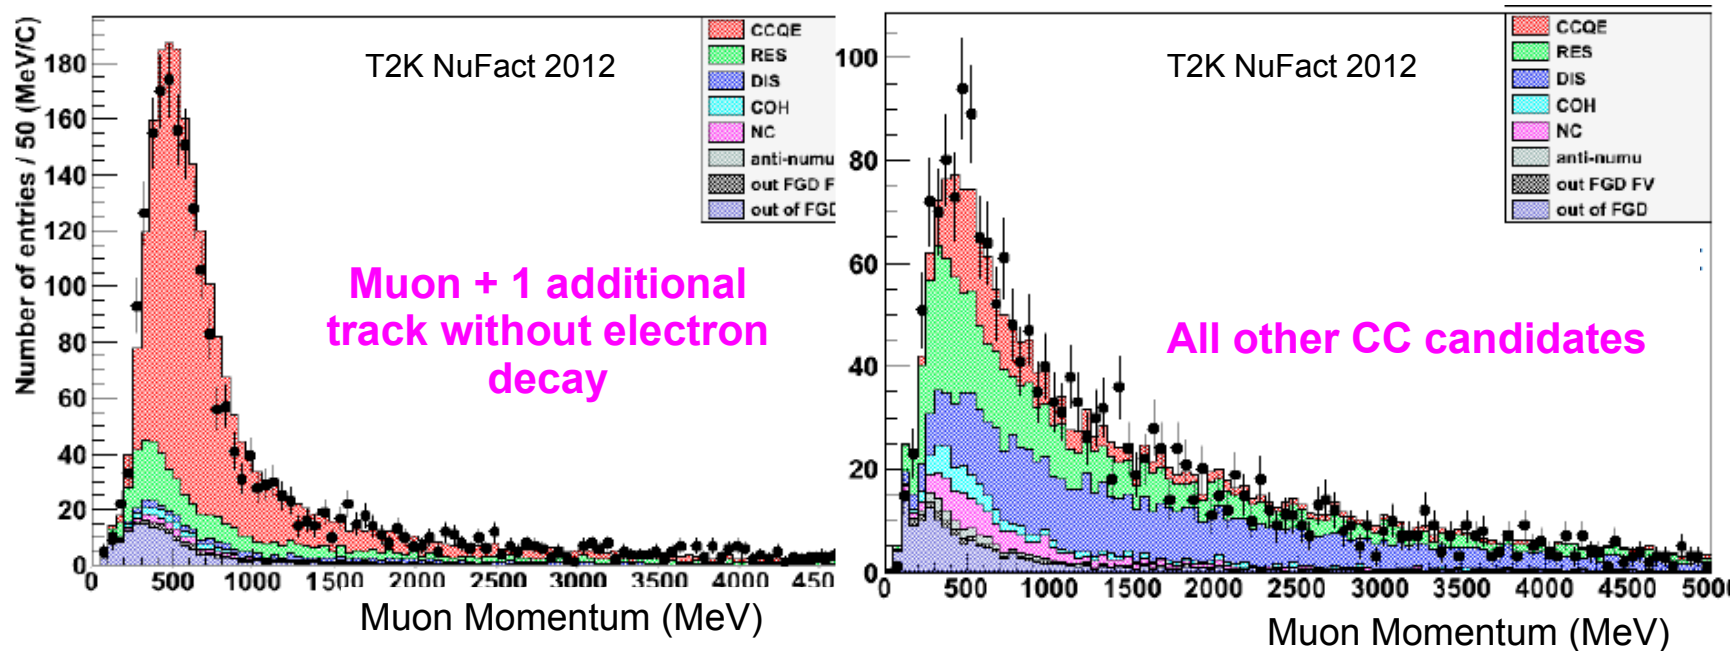 Number of entries / 50 (MeV/C)
180
160
140
120
100
80
60
40
20
0
0 500 1000 1500 2000 2500 3000 3500 4000 4500
Muon Momentum (MeV)
T2K NuFact 2012
CCQE
RES
DIS
COH
NC
anti-numu
out FGD F
out of FGD
Muon + 1 additional
track without electron
decay
100
80
60
40
20
0
0 500 1000 1500 2000 2500 3000 3500 4000 4500 5000
Muon Momentum (MeV)
T2K NuFact 2012
CCQE
RES
DIS
COH
NC
anti-numu
out FGD FV
out of FGD
All other CC candidates